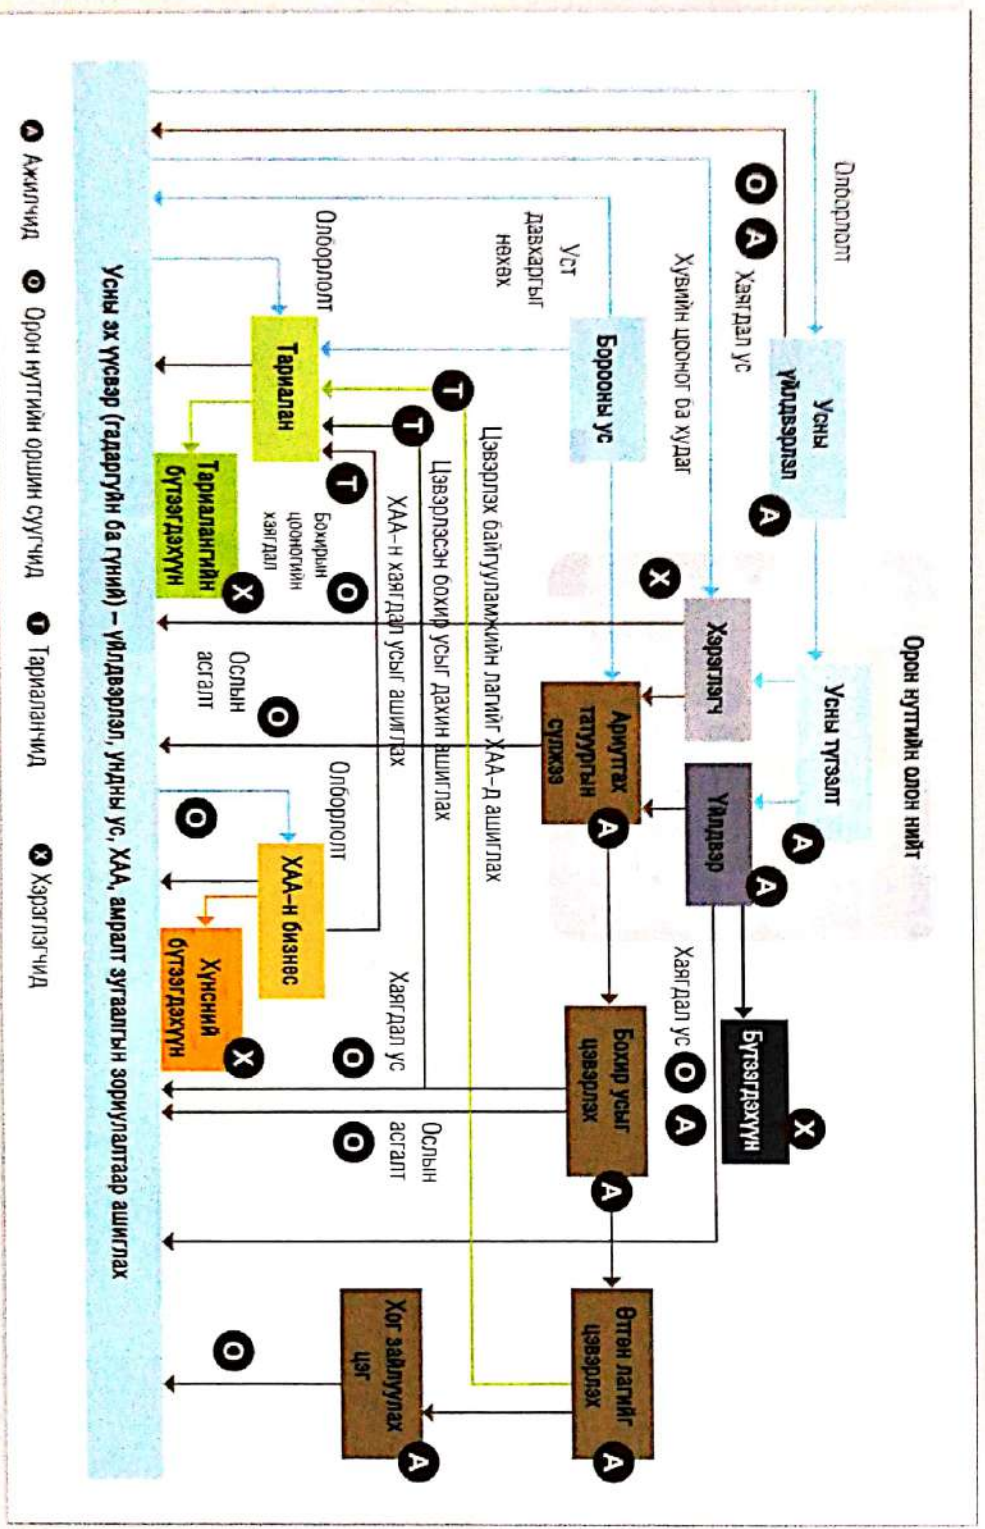 Орон нутгийн олон нийт
Олборлолт
Усны
үйлдвэрлэл
А
Усны түгээлт
А
О А Хаягдал ус
Хувийн цооног ба худаг
Хэрэглэгч
Х
Үйлдвэр
А
Бүтээгдэхүүн
Х
Хаягдал ус О А
Уст
давхаргыг
нөхөх
Борооны ус
Ариутгах
татуургын
сүлжээ
А
Бохир усыг
цэвэрлэх
А
Өтгөн лагийг
цэвэрлэх
А
Цэвэрлэх байгууламжийн лагийг ХАА-д ашиглах
Т
Цэвэрлэсэн бохир усыг дахин ашиглах
Т
ХАА-н хаягдал усыг ашиглах
Т
Олборлолт
Тариалан
Бохирын
цооногийн
хаягдал
О
Тариалангийн
бүтээгдэхүүн
Х
Ослын
асгалт
О
Олборлолт
О
ХАА-н бизнес
Хүнсний
бүтээгдэхүүн
Х
Хаягдал ус
О
Ослын
асгалт
О
Хог зайлуулах
цэг
А
О
Усны эх үүсвэр (гадаргуйн ба гүний) – үйлдвэрлэл, ундны ус, ХАА, амралт зугаалгын зориулалтаар ашиглах
А Ажилчид О Орон нутгийн оршин суугчид Т Тариаланчид Х Хэрэглэгчид